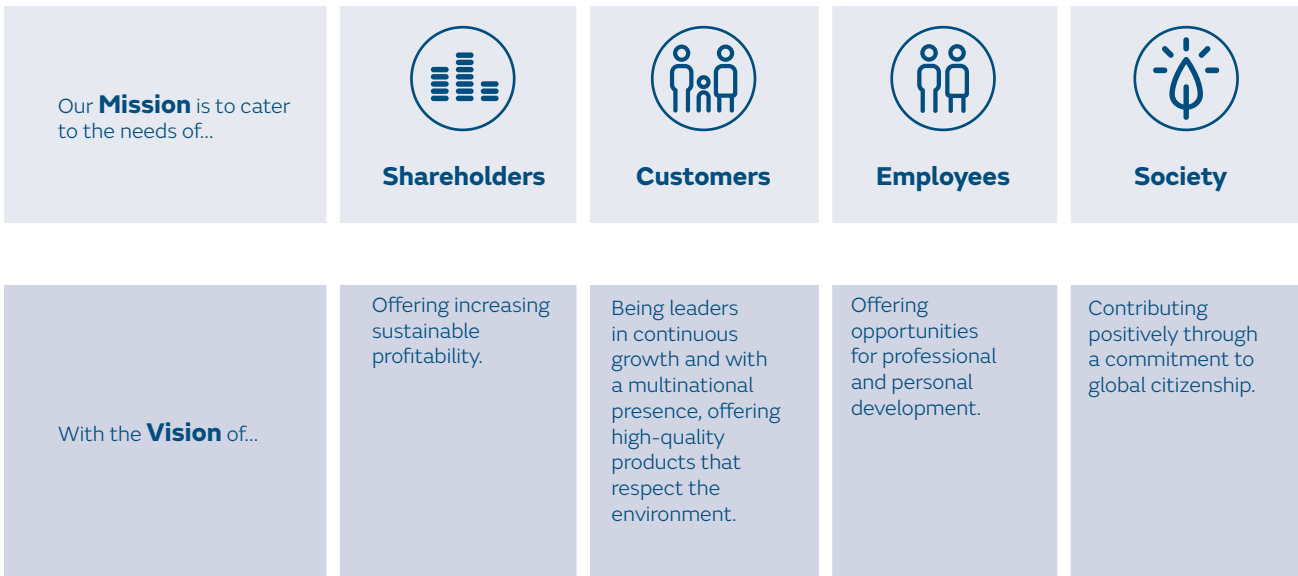 Our Mission is to cater
to the needs of...
Shareholders
Customers
Employees
Society
With the Vision of...
Offering increasing
sustainable
profitability.
Being leaders
in continuous
growth and with
a multinational
presence, offering
high-quality
products that
respect the
environment.
Offering
opportunities
for professional
and personal
development.
Contributing
positively through
a commitment to
global citizenship.